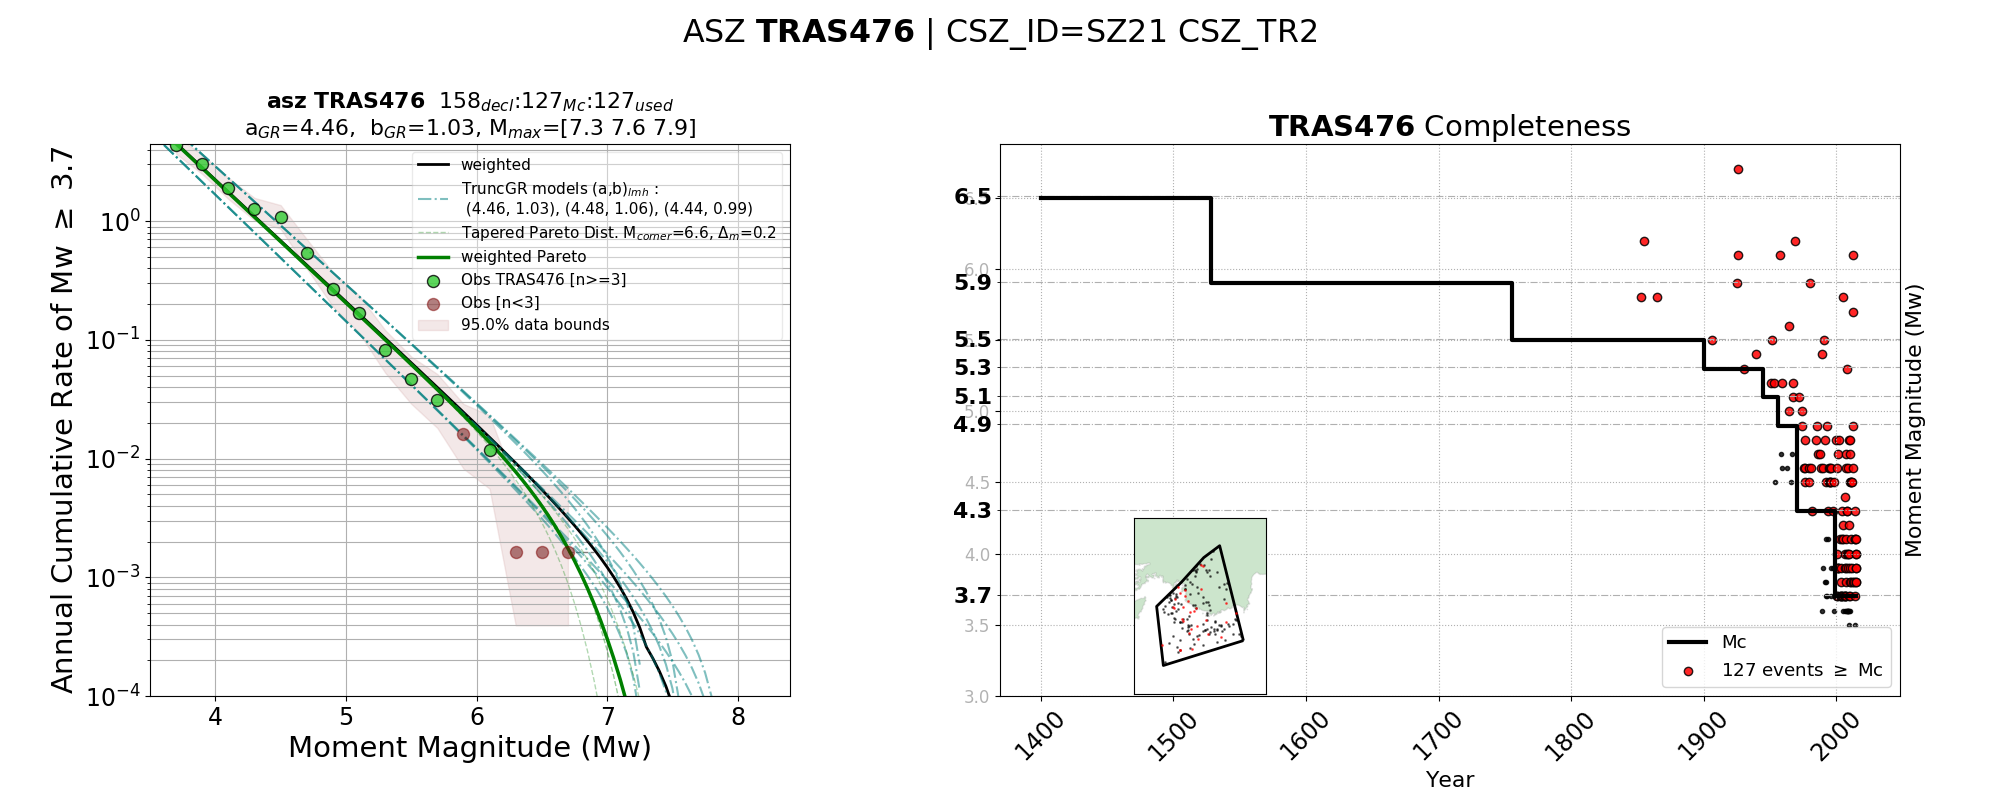 ASZ TRAS476 | CSZ_ID=SZ21 CSZ_TR2
asz TRAS476 158decl:127Mc:127used
aGR=4.46, bGR=1.03, Mmax=[7.3 7.6 7.9]
Annual Cumulative Rate of Mw ≥ 3.7
10^0
10^-1
10^-2
10^-3
10^-4
4 5 6 7 8
Moment Magnitude (Mw)
weighted
TruncGR models (a,b)lmh :
(4.46, 1.03), (4.48, 1.06), (4.44, 0.99)
Tapered Pareto Dist. Mcorner=6.6, Δm=0.2
weighted Pareto
Obs TRAS476 [n>=3]
Obs [n<3]
95.0% data bounds
TRAS476 Completeness
6.5
6.0
5.9
5.5
5.3
5.1
5.0
4.9
4.5
4.3
4.0
3.7
3.5
3.0
1400 1500 1600 1700 1800 1900 2000
Year
Moment Magnitude (Mw)
Mc
127 events ≥ Mc